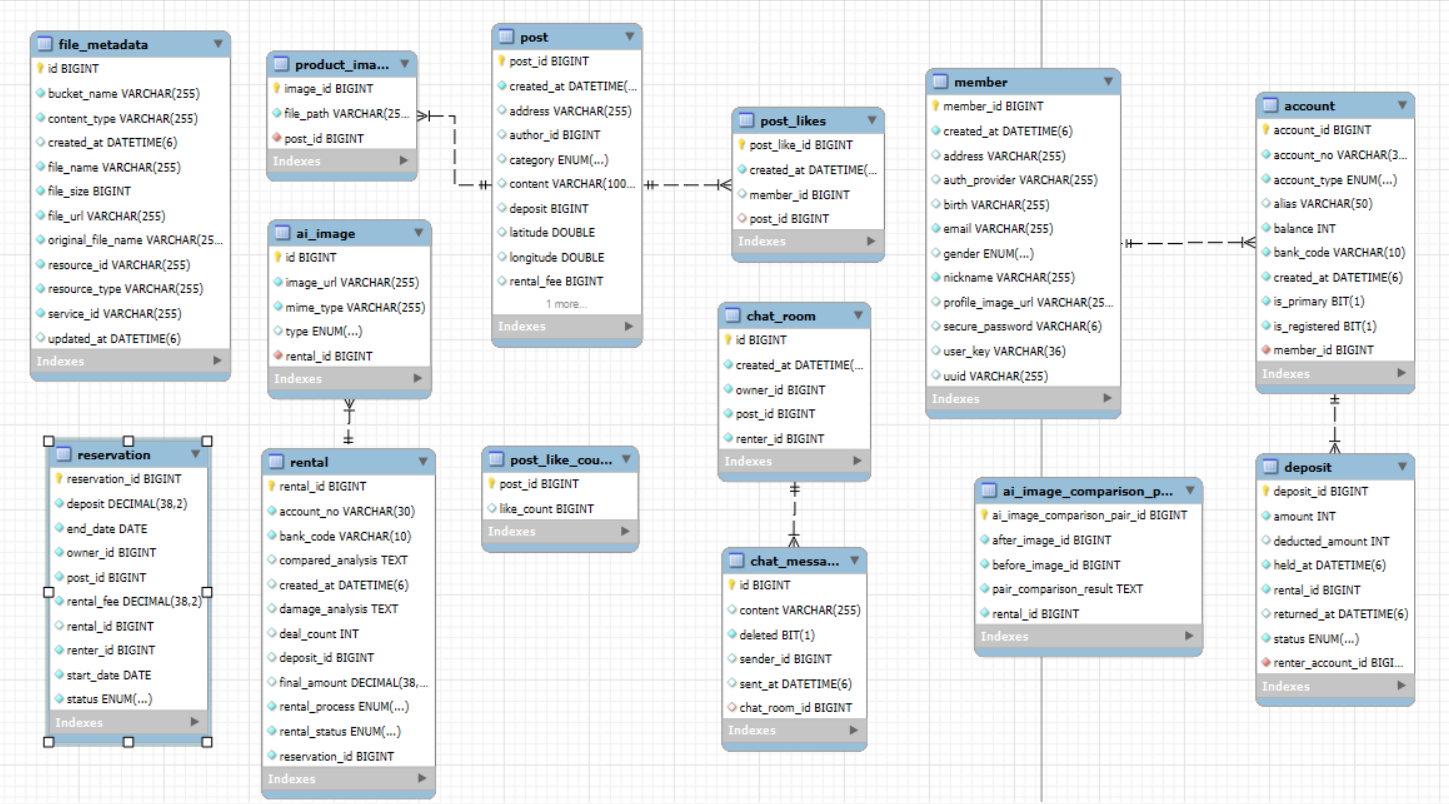 file_metadata
id BIGINT
bucket_name VARCHAR(255)
content_type VARCHAR(255)
created_at DATETIME(6)
file_name VARCHAR(255)
file_size BIGINT
file_url VARCHAR(255)
original_file_name VARCHAR(25...
resource_id VARCHAR(255)
resource_type VARCHAR(255)
service_id VARCHAR(255)
updated_at DATETIME(6)
Indexes
product_ima...
image_id BIGINT
file_path VARCHAR(25...
post_id BIGINT
Indexes
post
post_id BIGINT
created_at DATETIME(...
address VARCHAR(255)
author_id BIGINT
category ENUM(...)
content VARCHAR(100...
deposit BIGINT
latitude DOUBLE
longitude DOUBLE
rental_fee BIGINT
1 more...
Indexes
post_likes
post_like_id BIGINT
created_at DATETIME(...
member_id BIGINT
post_id BIGINT
Indexes
member
member_id BIGINT
created_at DATETIME(6)
address VARCHAR(255)
auth_provider VARCHAR(255)
birth VARCHAR(255)
email VARCHAR(255)
gender ENUM(...)
nickname VARCHAR(255)
profile_image_url VARCHAR(25...
secure_password VARCHAR(6)
user_key VARCHAR(36)
uuid VARCHAR(255)
Indexes
account
account_id BIGINT
account_no VARCHAR(3...
account_type ENUM(...)
alias VARCHAR(50)
balance INT
bank_code VARCHAR(10)
created_at DATETIME(6)
is_primary BIT(1)
is_registered BIT(1)
member_id BIGINT
Indexes
ai_image
id BIGINT
image_url VARCHAR(255)
mime_type VARCHAR(255)
type ENUM(...)
rental_id BIGINT
Indexes
chat_room
id BIGINT
created_at DATETIME(...
owner_id BIGINT
post_id BIGINT
renter_id BIGINT
Indexes
reservation
reservation_id BIGINT
deposit DECIMAL(38,2)
end_date DATE
owner_id BIGINT
post_id BIGINT
rental_fee DECIMAL(38,2)
rental_id BIGINT
renter_id BIGINT
start_date DATE
status ENUM(...)
Indexes
rental
rental_id BIGINT
account_no VARCHAR(30)
bank_code VARCHAR(10)
compared_analysis TEXT
created_at DATETIME(6)
damage_analysis TEXT
deal_count INT
deposit_id BIGINT
final_amount DECIMAL(38,...
rental_process ENUM(...)
rental_status ENUM(...)
reservation_id BIGINT
Indexes
post_like_cou...
post_id BIGINT
like_count BIGINT
Indexes
chat_messa...
id BIGINT
content VARCHAR(255)
deleted BIT(1)
sender_id BIGINT
sent_at DATETIME(6)
chat_room_id BIGINT
Indexes
ai_image_comparison_p...
ai_image_comparison_pair_id BIGINT
after_image_id BIGINT
before_image_id BIGINT
pair_comparison_result TEXT
rental_id BIGINT
Indexes
deposit
deposit_id BIGINT
amount INT
deducted_amount INT
held_at DATETIME(6)
rental_id BIGINT
returned_at DATETIME(6)
status ENUM(...)
renter_account_id BIGI...
Indexes